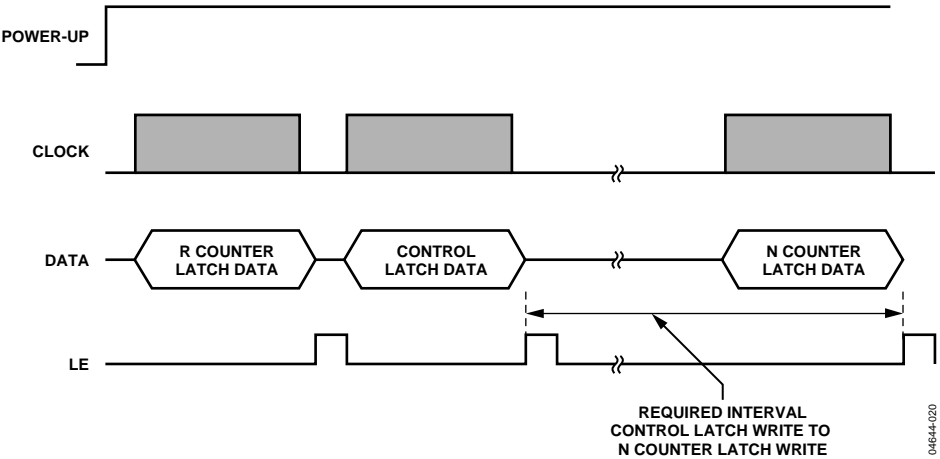 POWER-UP
CLOCK
DATA
R COUNTER
LATCH DATA
CONTROL
LATCH DATA
N COUNTER
LATCH DATA
LE
REQUIRED INTERVAL
CONTROL LATCH WRITE TO
N COUNTER LATCH WRITE
04644-020